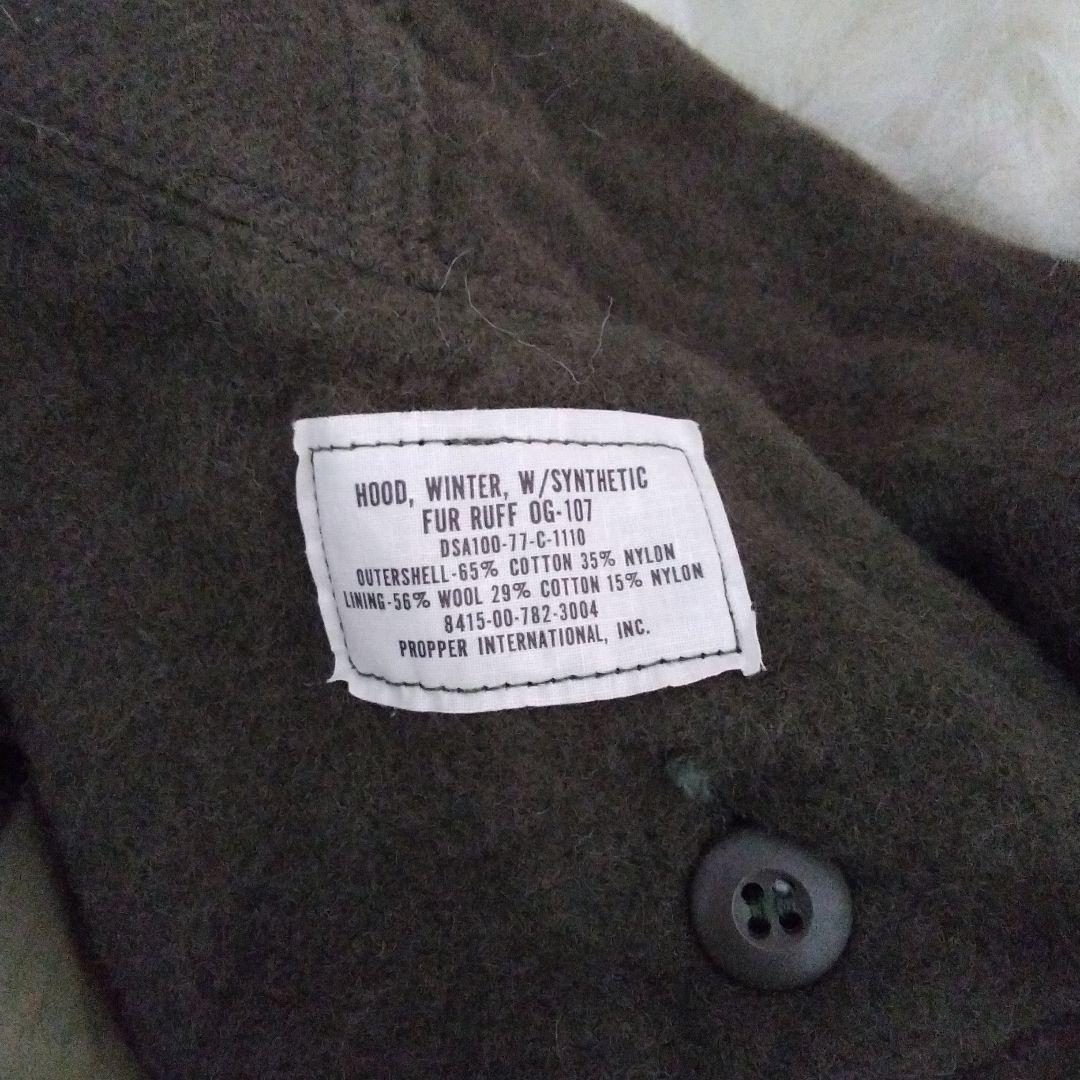 HOOD, WINTER, W/SYNTHETIC
FUR RUFF OG-107
DSA100-77-C-1110
OUTERSHELL-65% COTTON 35% NYLON
LINING-56% WOOL 29% COTTON 15% NYLON
8415-00-782-3004
PROPPER INTERNATIONAL, INC.